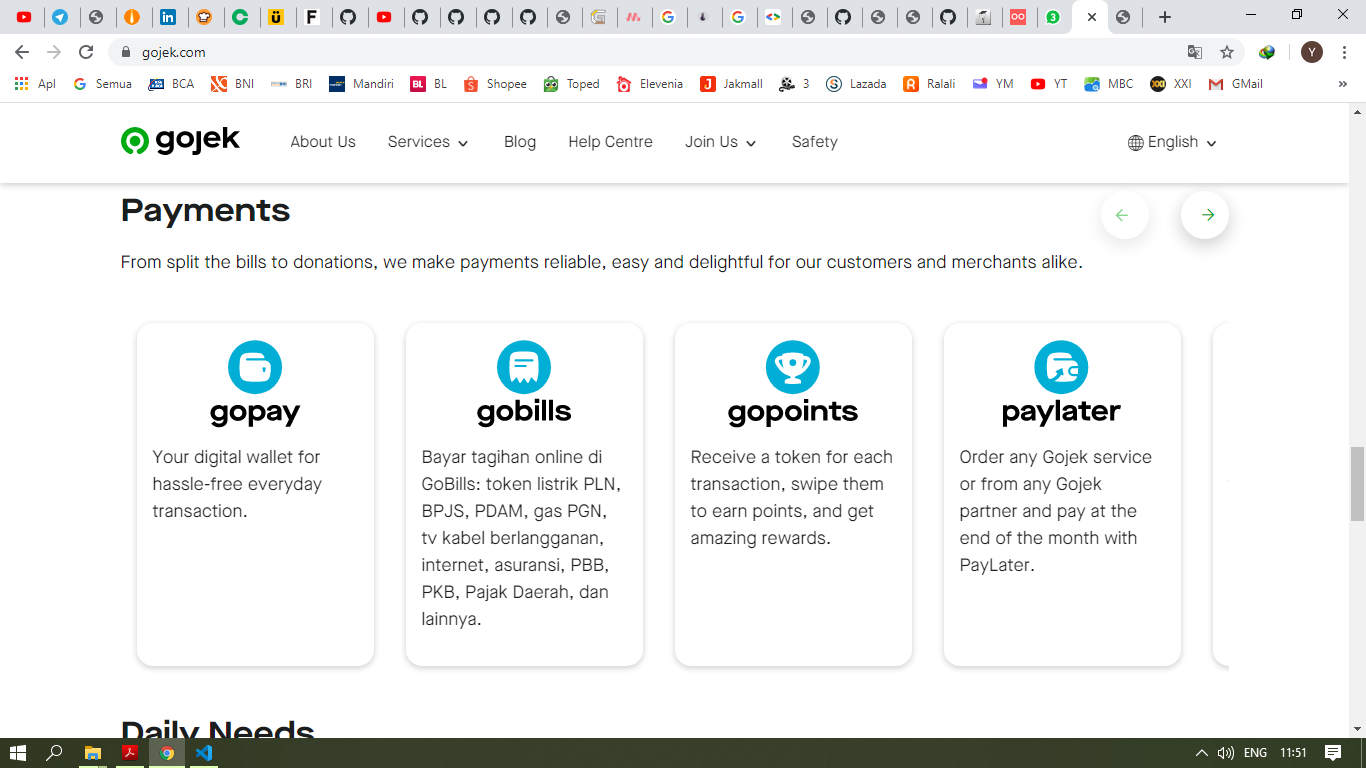 gojek.com
Y
Apl
Semua
BCA
BNI
BRI
Mandiri
BL
Shopee
Toped
Elevenia
Jakmall
3
Lazada
Ralali
YM
YT
MBC
XXI
GMail
»
gojek
About Us
Services
Blog
Help Centre
Join Us
Safety
English
Payments
From split the bills to donations, we make payments reliable, easy and delightful for our customers and merchants alike.
gopay
Your digital wallet for
hassle-free everyday
transaction.
gobills
Bayar tagihan online di
GoBills: token listrik PLN,
BPJS, PDAM, gas PGN,
tv kabel berlangganan,
internet, asuransi, PBB,
PKB, Pajak Daerah, dan
lainnya.
gopoints
Receive a token for each
transaction, swipe them
to earn points, and get
amazing rewards.
paylater
Order any Gojek service
or from any Gojek
partner and pay at the
end of the month with
PayLater.
Daily Needs
ENG
11:51